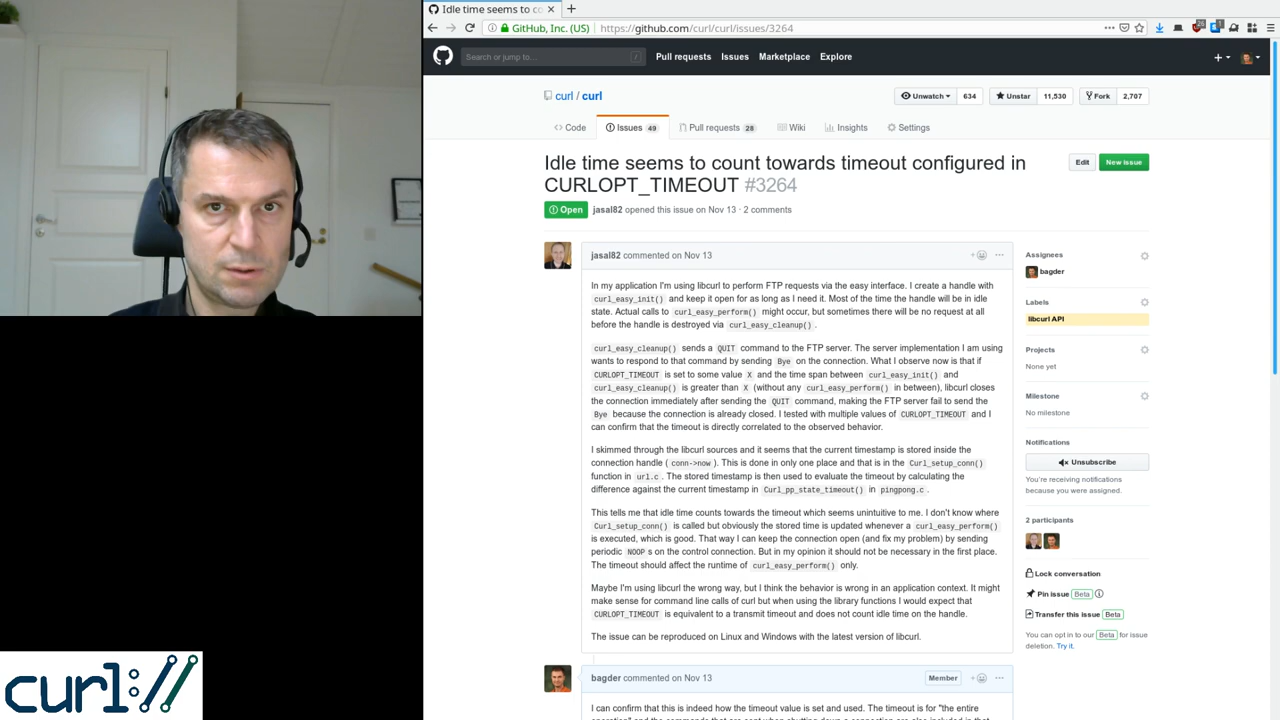 Idle time seems to co
GitHub, Inc. (US)
https://github.com/curl/curl/issues/3264
Search or jump to...
/
Pull requests
Issues
Marketplace
Explore
curl / curl
Unwatch
634
Unstar
11,530
Fork
2,707
Code
Issues 49
Pull requests 28
Wiki
Insights
Settings
Idle time seems to count towards timeout configured in
CURLOPT_TIMEOUT #3264
Edit
New issue
Open
jasal82 opened this issue on Nov 13 · 2 comments
jasal82 commented on Nov 13
In my application I'm using libcurl to perform FTP requests via the easy interface. I create a handle with
curl_easy_init() and keep it open for as long as I need it. Most of the time the handle will be in idle
state. Actual calls to curl_easy_perform() might occur, but sometimes there will be no request at all
before the handle is destroyed via curl_easy_cleanup() .
curl_easy_cleanup() sends a QUIT command to the FTP server. The server implementation I am using
wants to respond to that command by sending Bye on the connection. What I observe now is that if
CURLOPT_TIMEOUT is set to some value X and the time span between curl_easy_init() and
curl_easy_cleanup() is greater than X (without any curl_easy_perform() in between), libcurl closes
the connection immediately after sending the QUIT command, making the FTP server fail to send the
Bye because the connection is already closed. I tested with multiple values of CURLOPT_TIMEOUT and I
can confirm that the timeout is directly correlated to the observed behavior.
I skimmed through the libcurl sources and it seems that the current timestamp is stored inside the
connection handle ( conn->now ). This is done in only one place and that is in the Curl_setup_conn()
function in url.c . The stored timestamp is then used to evaluate the timeout by calculating the
difference against the current timestamp in Curl_pp_state_timeout() in pingpong.c .
This tells me that idle time counts towards the timeout which seems unintuitive to me. I don't know where
Curl_setup_conn() is called but obviously the stored time is updated whenever a curl_easy_perform()
is executed, which is good. That way I can keep the connection open (and fix my problem) by sending
periodic NOOP s on the control connection. But in my opinion it should not be necessary in the first place.
The timeout should affect the runtime of curl_easy_perform() only.
Maybe I'm using libcurl the wrong way, but I think the behavior is wrong in an application context. It might
make sense for command line calls of curl but when using the library functions I would expect that
CURLOPT_TIMEOUT is equivalent to a transmit timeout and does not count idle time on the handle.
The issue can be reproduced on Linux and Windows with the latest version of libcurl.
Assignees
bagder
Labels
libcurl API
Projects
None yet
Milestone
No milestone
Notifications
Unsubscribe
You're receiving notifications
because you were assigned.
2 participants
Lock conversation
Pin issue Beta
Transfer this issue Beta
You can opt in to our Beta for issue
deletion. Try it.
bagder commented on Nov 13
Member
I can confirm that this is indeed how the timeout value is set and used. The timeout is for "the entire
operation" and the commands that are sent when shutting down a connection are also included in that
curl://